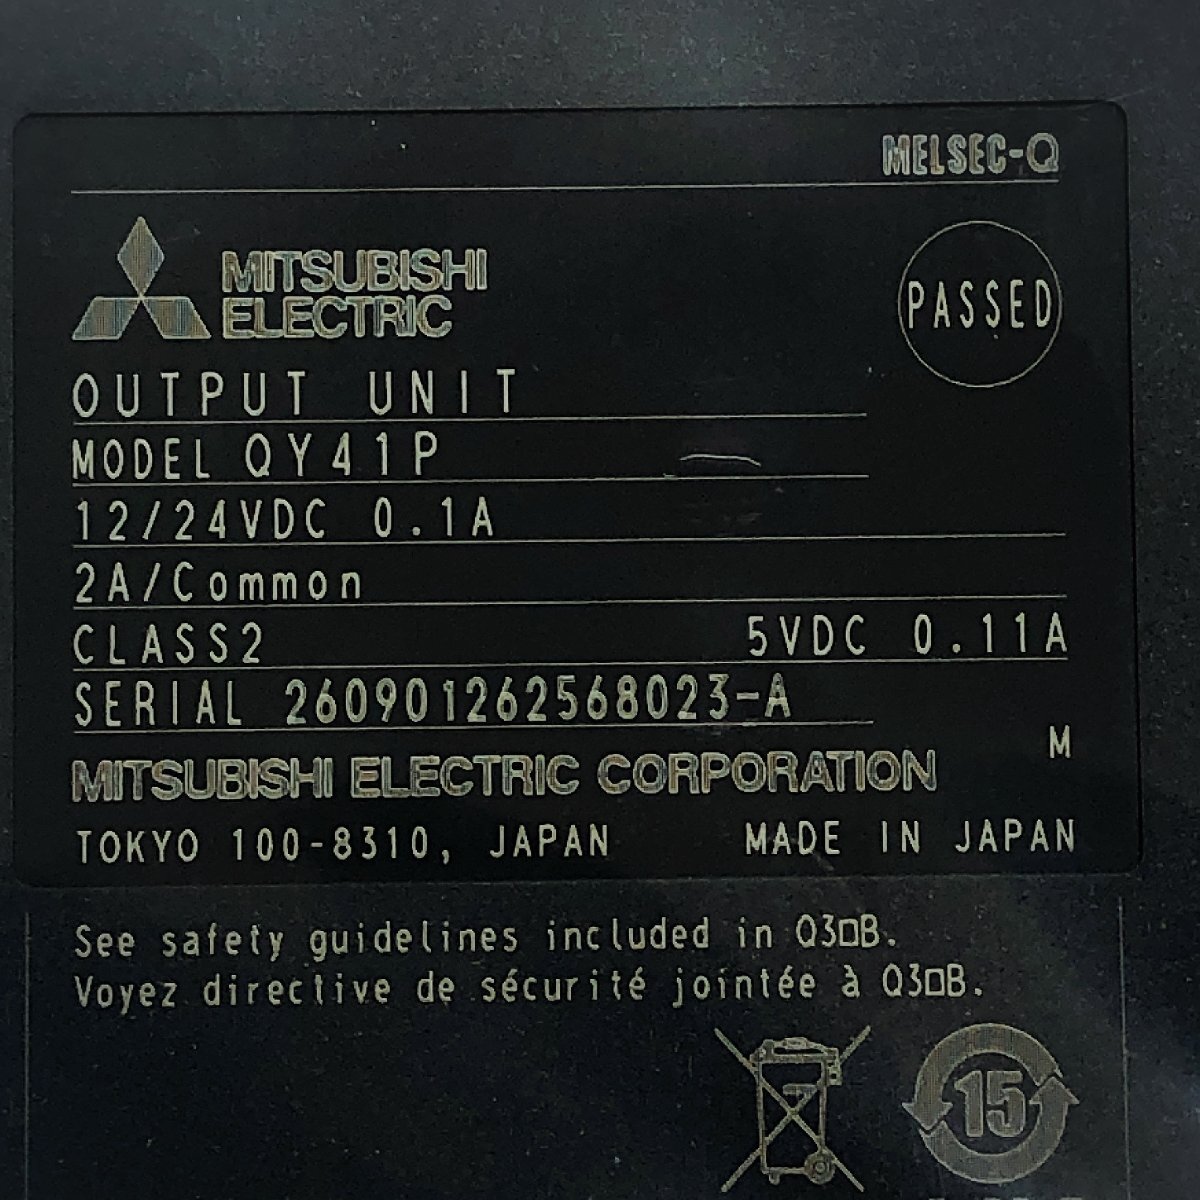 MELSEC-Q
MITSUBISHI
ELECTRIC
PASSED
OUTPUT UNIT
MODEL QY41P
12/24VDC 0.1A
2A/Common
CLASS2 5VDC 0.11A
SERIAL 260901262568023-A
M
MITSUBISHI ELECTRIC CORPORATION
TOKYO 100-8310, JAPAN MADE IN JAPAN
See safety guidelines included in Q3□B.
Voyez directive de sécurité jointée à Q3□B.
15